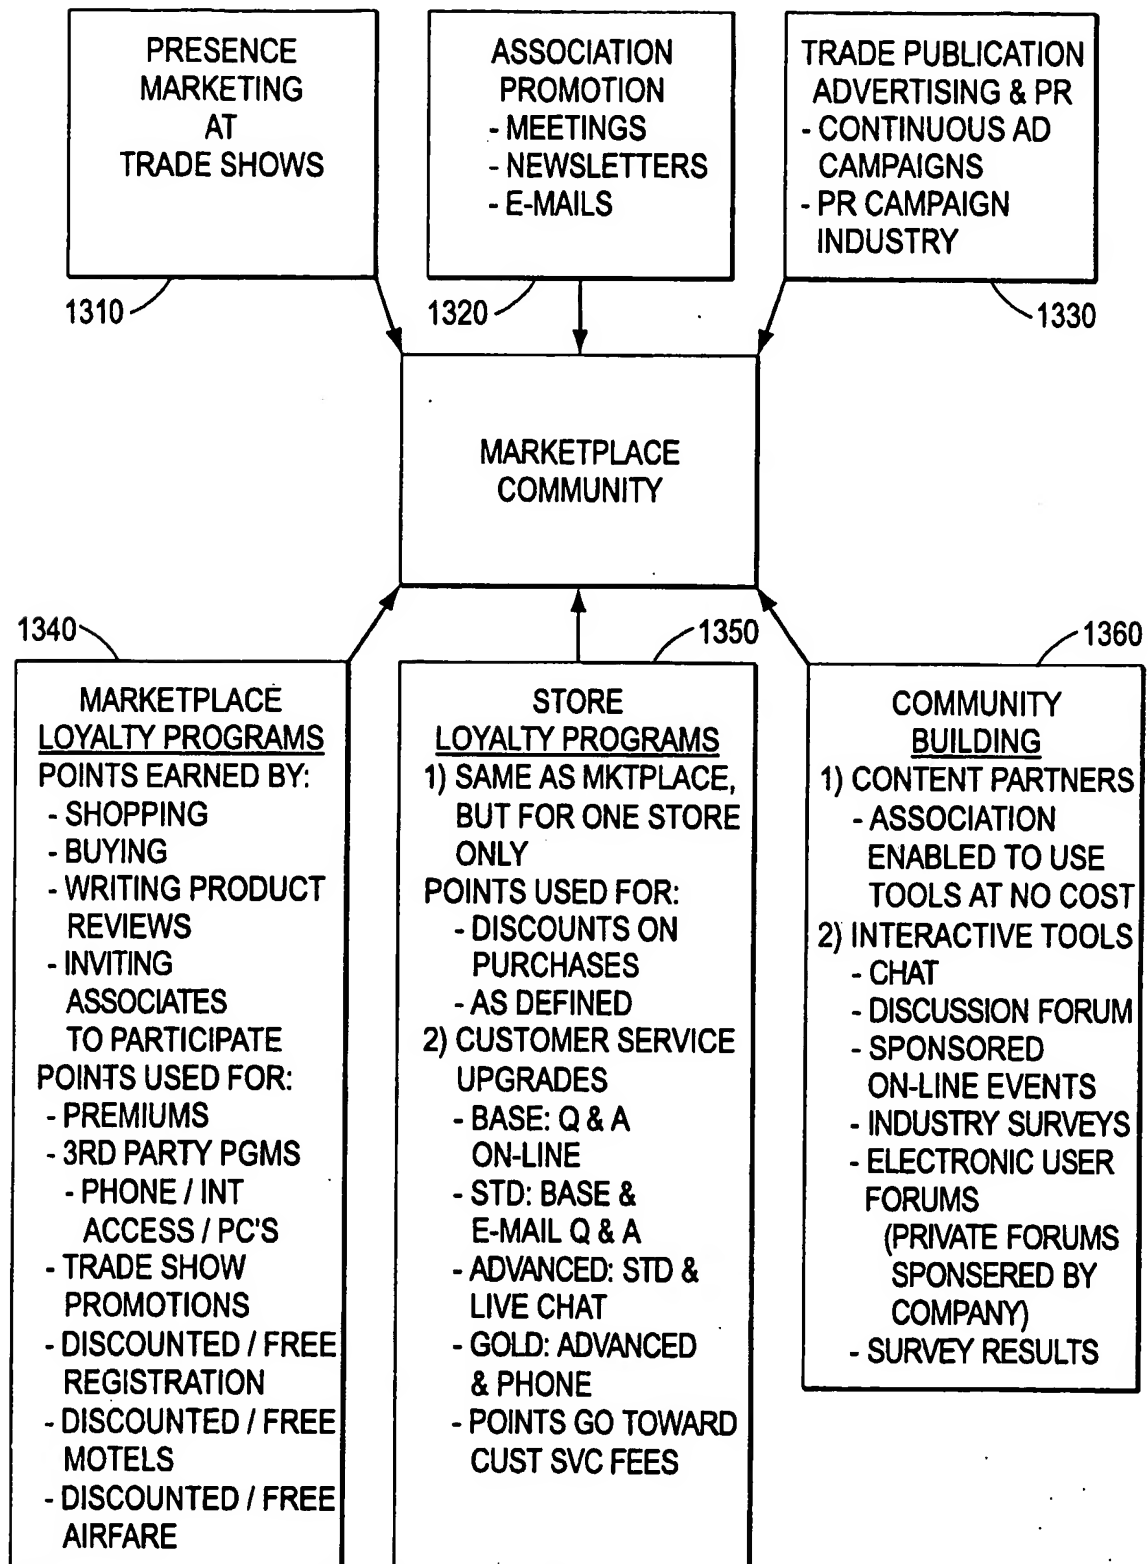 PRESENCE
MARKETING
AT
TRADE SHOWS
1310
ASSOCIATION
PROMOTION
- MEETINGS
- NEWSLETTERS
- E-MAILS
1320
TRADE PUBLICATION
ADVERTISING & PR
- CONTINUOUS AD
CAMPAIGNS
- PR CAMPAIGN
INDUSTRY
1330
MARKETPLACE
COMMUNITY
1340
MARKETPLACE
LOYALTY PROGRAMS
POINTS EARNED BY:
- SHOPPING
- BUYING
- WRITING PRODUCT
REVIEWS
- INVITING
ASSOCIATES
TO PARTICIPATE
POINTS USED FOR:
- PREMIUMS
- 3RD PARTY PGMS
- PHONE / INT
ACCESS / PC'S
- TRADE SHOW
PROMOTIONS
- DISCOUNTED / FREE
REGISTRATION
- DISCOUNTED / FREE
MOTELS
- DISCOUNTED / FREE
AIRFARE
1350
STORE
LOYALTY PROGRAMS
1) SAME AS MKTPLACE,
BUT FOR ONE STORE
ONLY
POINTS USED FOR:
- DISCOUNTS ON
PURCHASES
- AS DEFINED
2) CUSTOMER SERVICE
UPGRADES
- BASE: Q & A
ON-LINE
- STD: BASE &
E-MAIL Q & A
- ADVANCED: STD &
LIVE CHAT
- GOLD: ADVANCED
& PHONE
- POINTS GO TOWARD
CUST SVC FEES
1360
COMMUNITY
BUILDING
1) CONTENT PARTNERS
- ASSOCIATION
ENABLED TO USE
TOOLS AT NO COST
2) INTERACTIVE TOOLS
- CHAT
- DISCUSSION FORUM
- SPONSORED
ON-LINE EVENTS
- INDUSTRY SURVEYS
- ELECTRONIC USER
FORUMS
(PRIVATE FORUMS
SPONSERED BY
COMPANY)
- SURVEY RESULTS